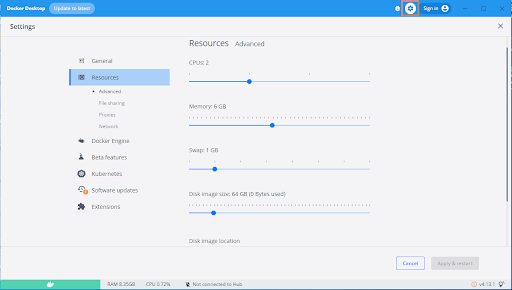 Docker Desktop
Update to latest
Sign in
Settings
Resources Advanced
General
Resources
Advanced
File sharing
Proxies
Network
Docker Engine
Beta features
Kubernetes
Software updates
Extensions
CPUs: 2
Memory: 6 GB
Swap: 1 GB
Disk image size: 64 GB (0 Bytes used)
Disk image location
Cancel
Apply & restart
RAM 8.25GB CPU 0.72% Not connected to Hub
v4.13.1